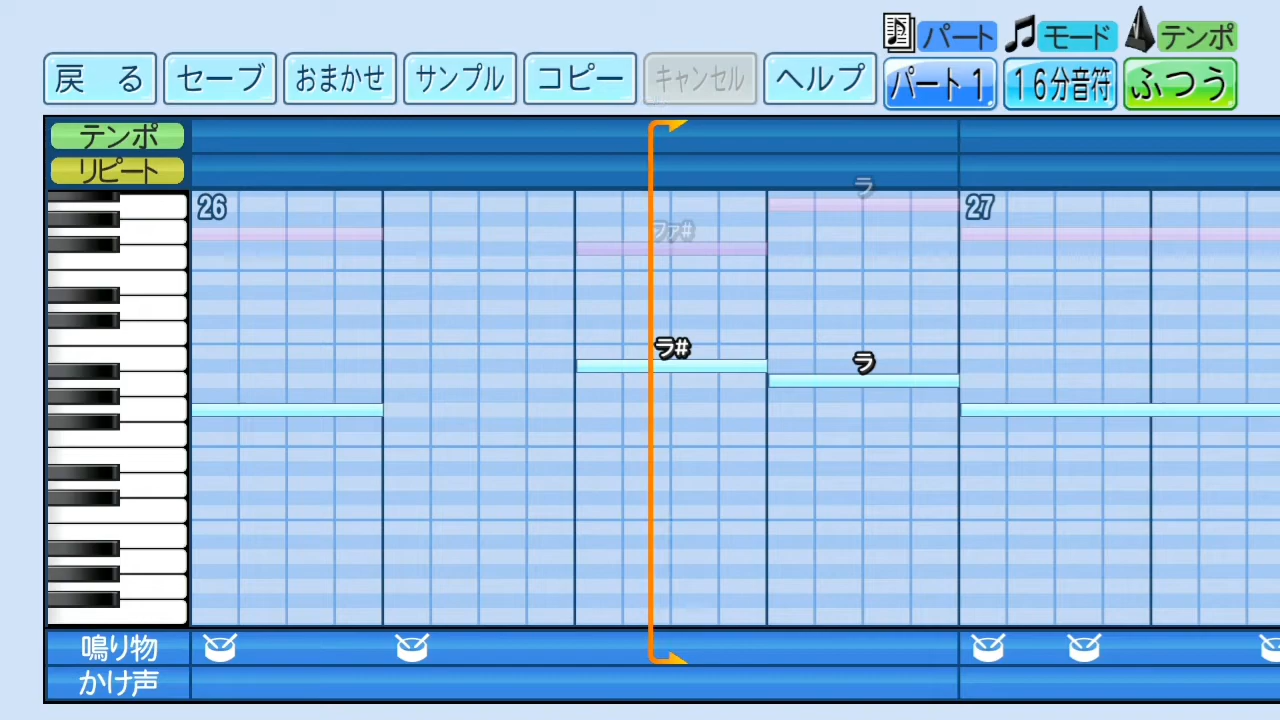 パート モード テンポ
戻る セーブ おまかせ サンプル コピー キャンセル ヘルプ パート1 16分音符 ふつう
テンポ
リピート
ラ
26 27
ファ#
ラ#
ラ
鳴り物
かけ声